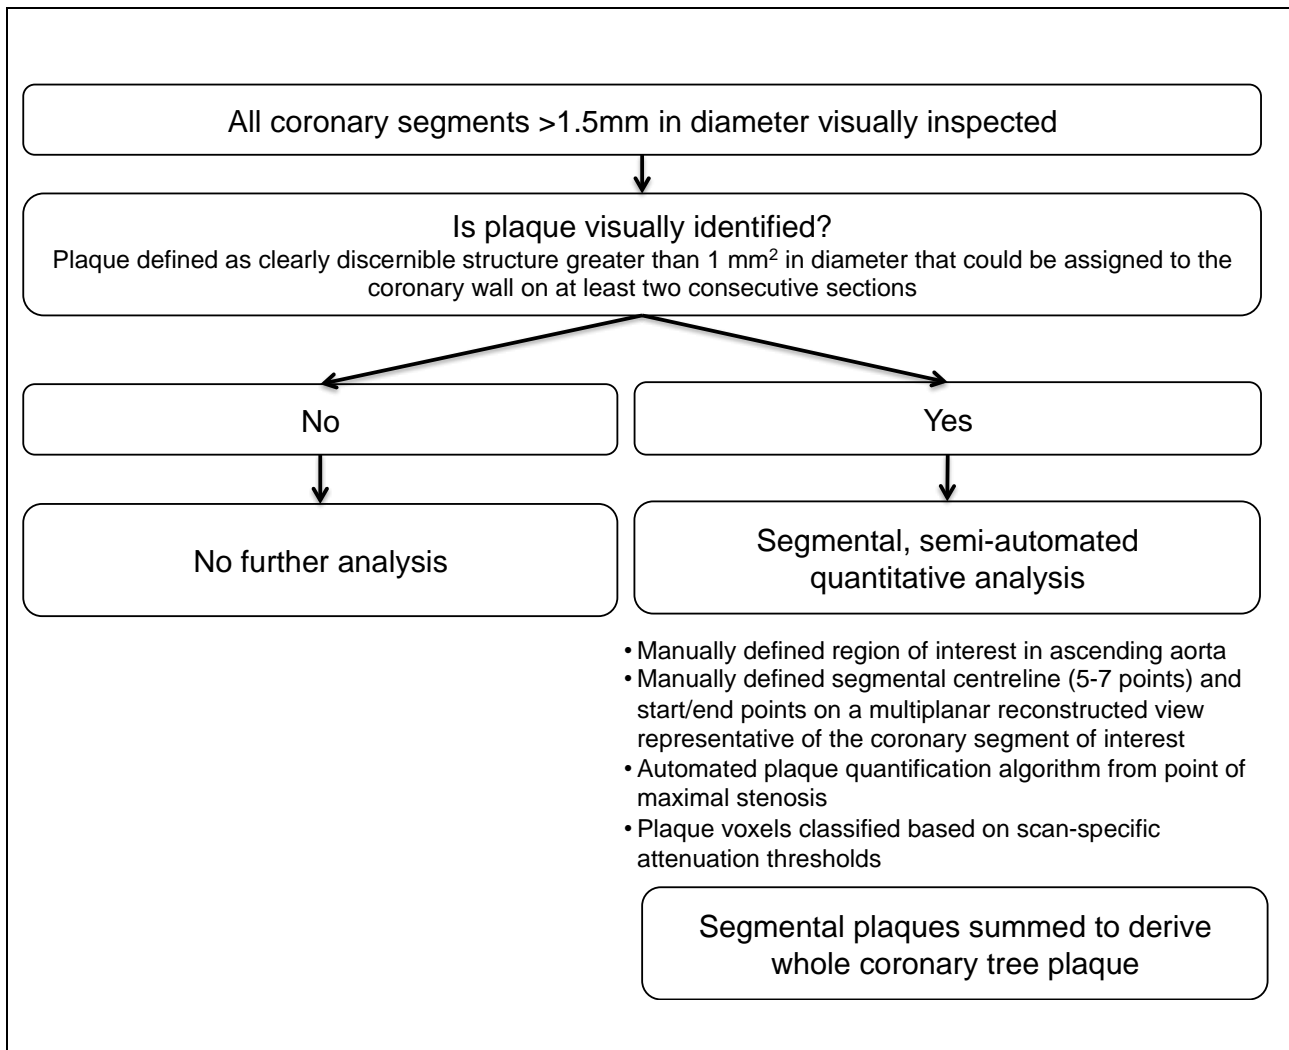 All coronary segments >1.5mm in diameter visually inspected
Is plaque visually identified?
Plaque defined as clearly discernible structure greater than 1 mm² in diameter that could be assigned to the
coronary wall on at least two consecutive sections
No
Yes
No further analysis
Segmental, semi-automated
quantitative analysis
• Manually defined region of interest in ascending aorta
• Manually defined segmental centreline (5-7 points) and
start/end points on a multiplanar reconstructed view
representative of the coronary segment of interest
• Automated plaque quantification algorithm from point of
maximal stenosis
• Plaque voxels classified based on scan-specific
attenuation thresholds
Segmental plaques summed to derive
whole coronary tree plaque